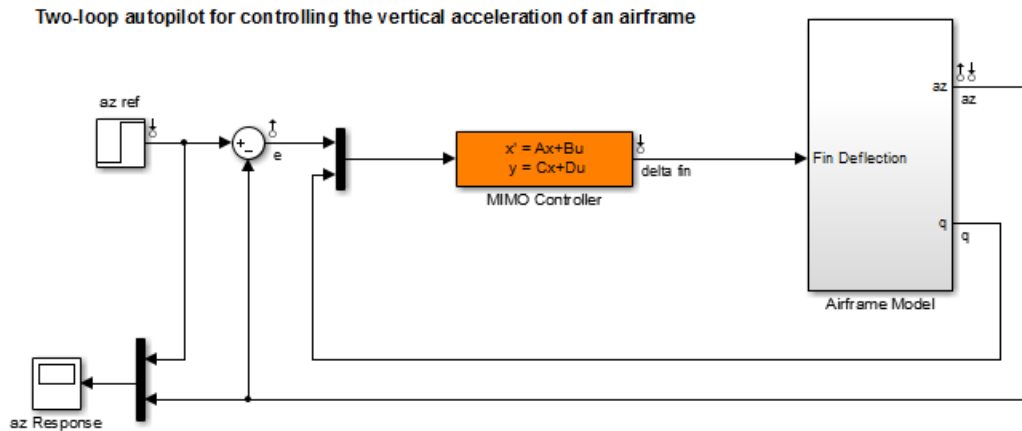 Two-loop autopilot for controlling the vertical acceleration of an airframe
az ref
+
-
e
x' = Ax+Bu
y = Cx+Du
MIMO Controller
delta fin
Fin Deflection
az
az
q
q
Airframe Model
az Response